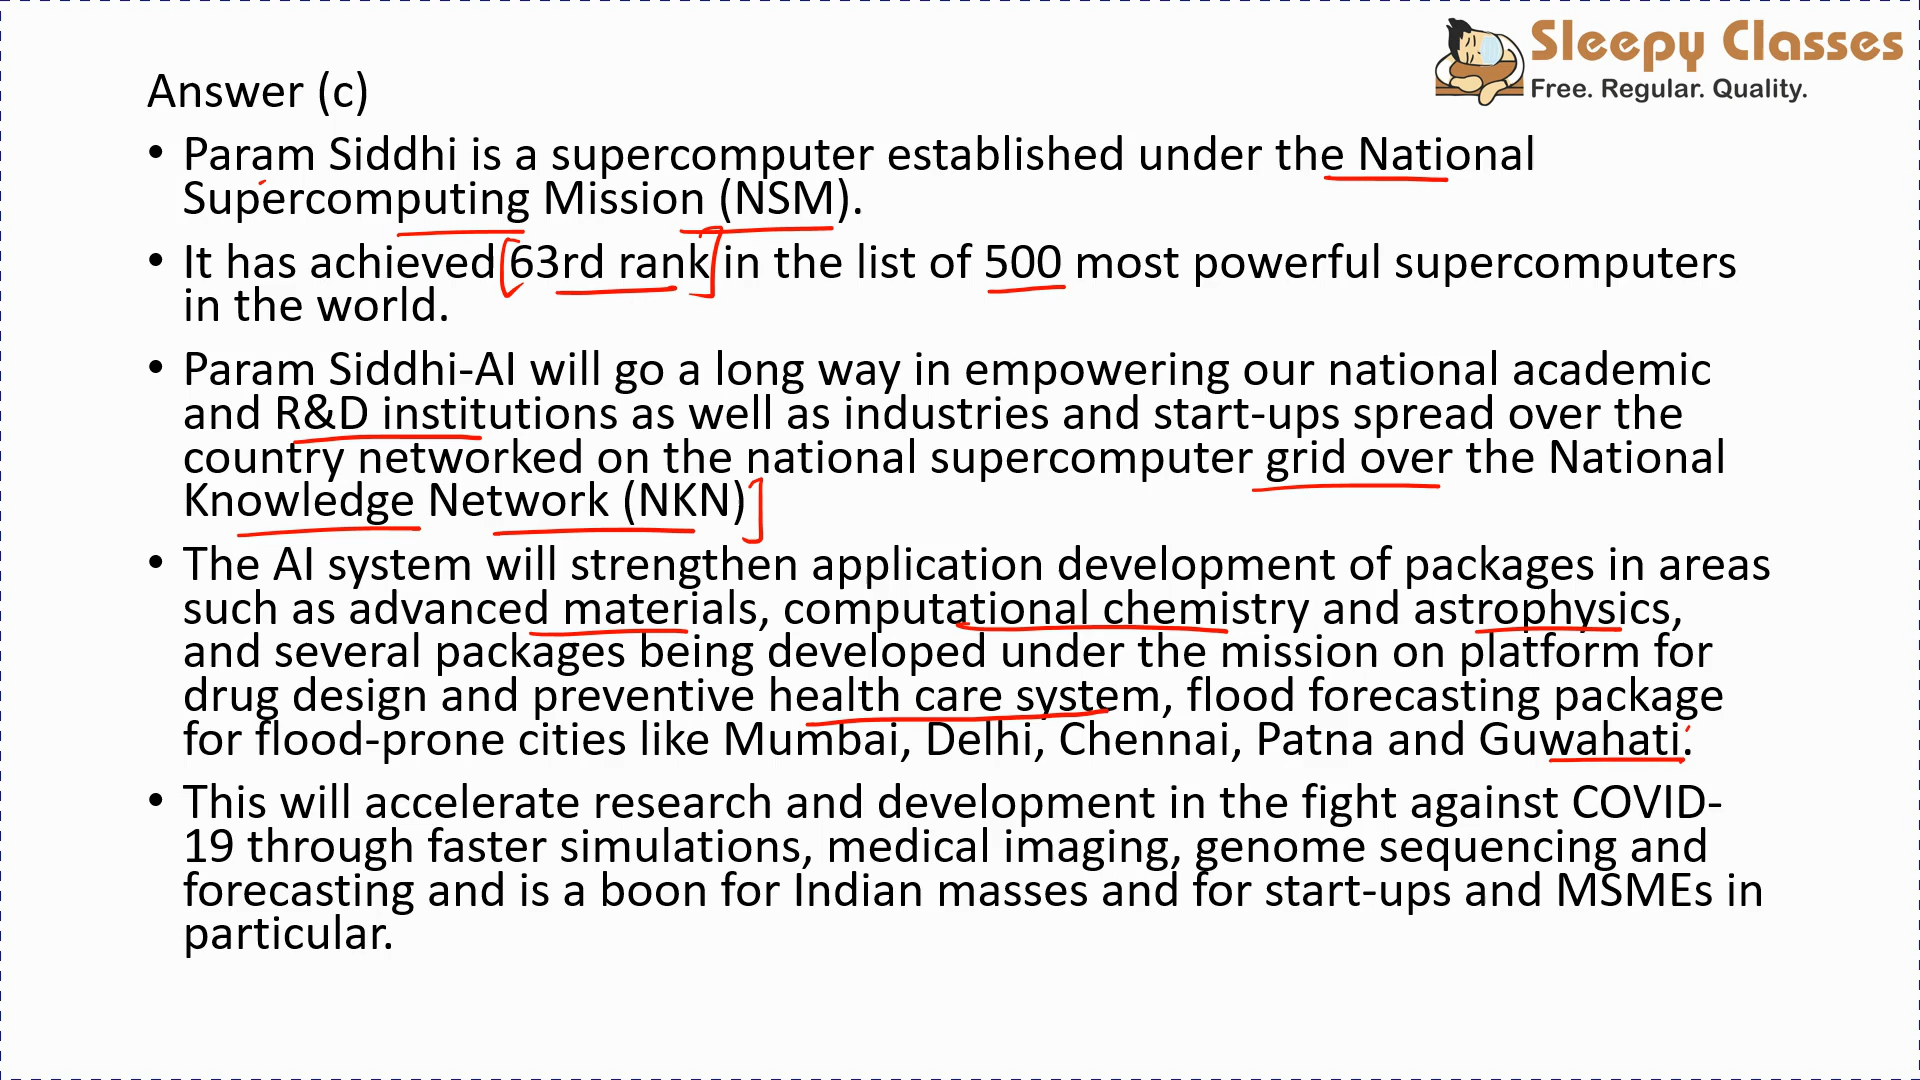 Sleepy Classes
Free. Regular. Quality.
Answer (c)
• Param Siddhi is a supercomputer established under the National
Supercomputing Mission (NSM).
• It has achieved 63rd rank in the list of 500 most powerful supercomputers
in the world.
• Param Siddhi-AI will go a long way in empowering our national academic
and R&D institutions as well as industries and start-ups spread over the
country networked on the national supercomputer grid over the National
Knowledge Network (NKN)
• The AI system will strengthen application development of packages in areas
such as advanced materials, computational chemistry and astrophysics,
and several packages being developed under the mission on platform for
drug design and preventive health care system, flood forecasting package
for flood-prone cities like Mumbai, Delhi, Chennai, Patna and Guwahati.
• This will accelerate research and development in the fight against COVID-
19 through faster simulations, medical imaging, genome sequencing and
forecasting and is a boon for Indian masses and for start-ups and MSMEs in
particular.